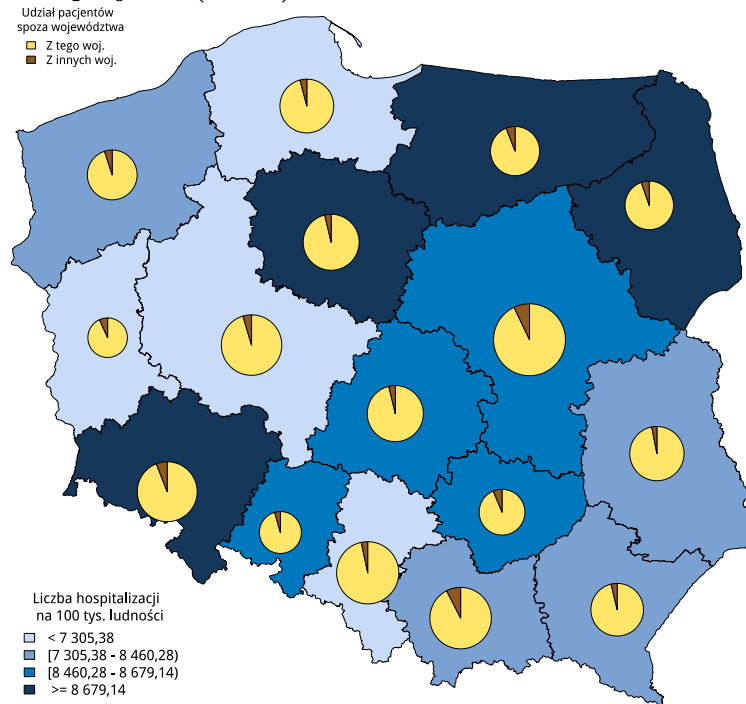 Udział pacjentów
spoza województwa
Z tego woj.
Z innych woj.
Liczba hospitalizacji
na 100 tys. ludności
< 7 305,38
[7 305,38 - 8 460,28)
[8 460,28 - 8 679,14)
>= 8 679,14